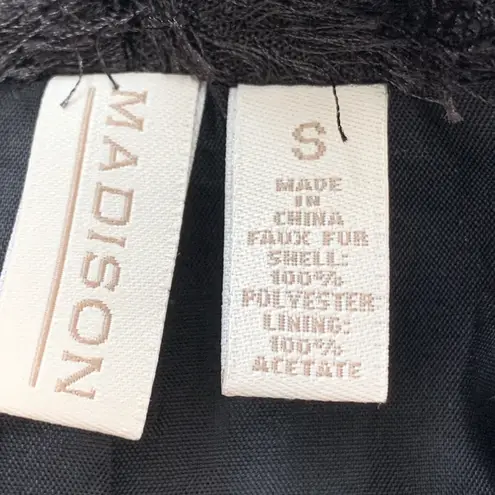 MADISON
S
MADE
IN
CHINA
FAUX FUR
SHELL:
100%
POLYESTER
LINING:
100%
ACETATE